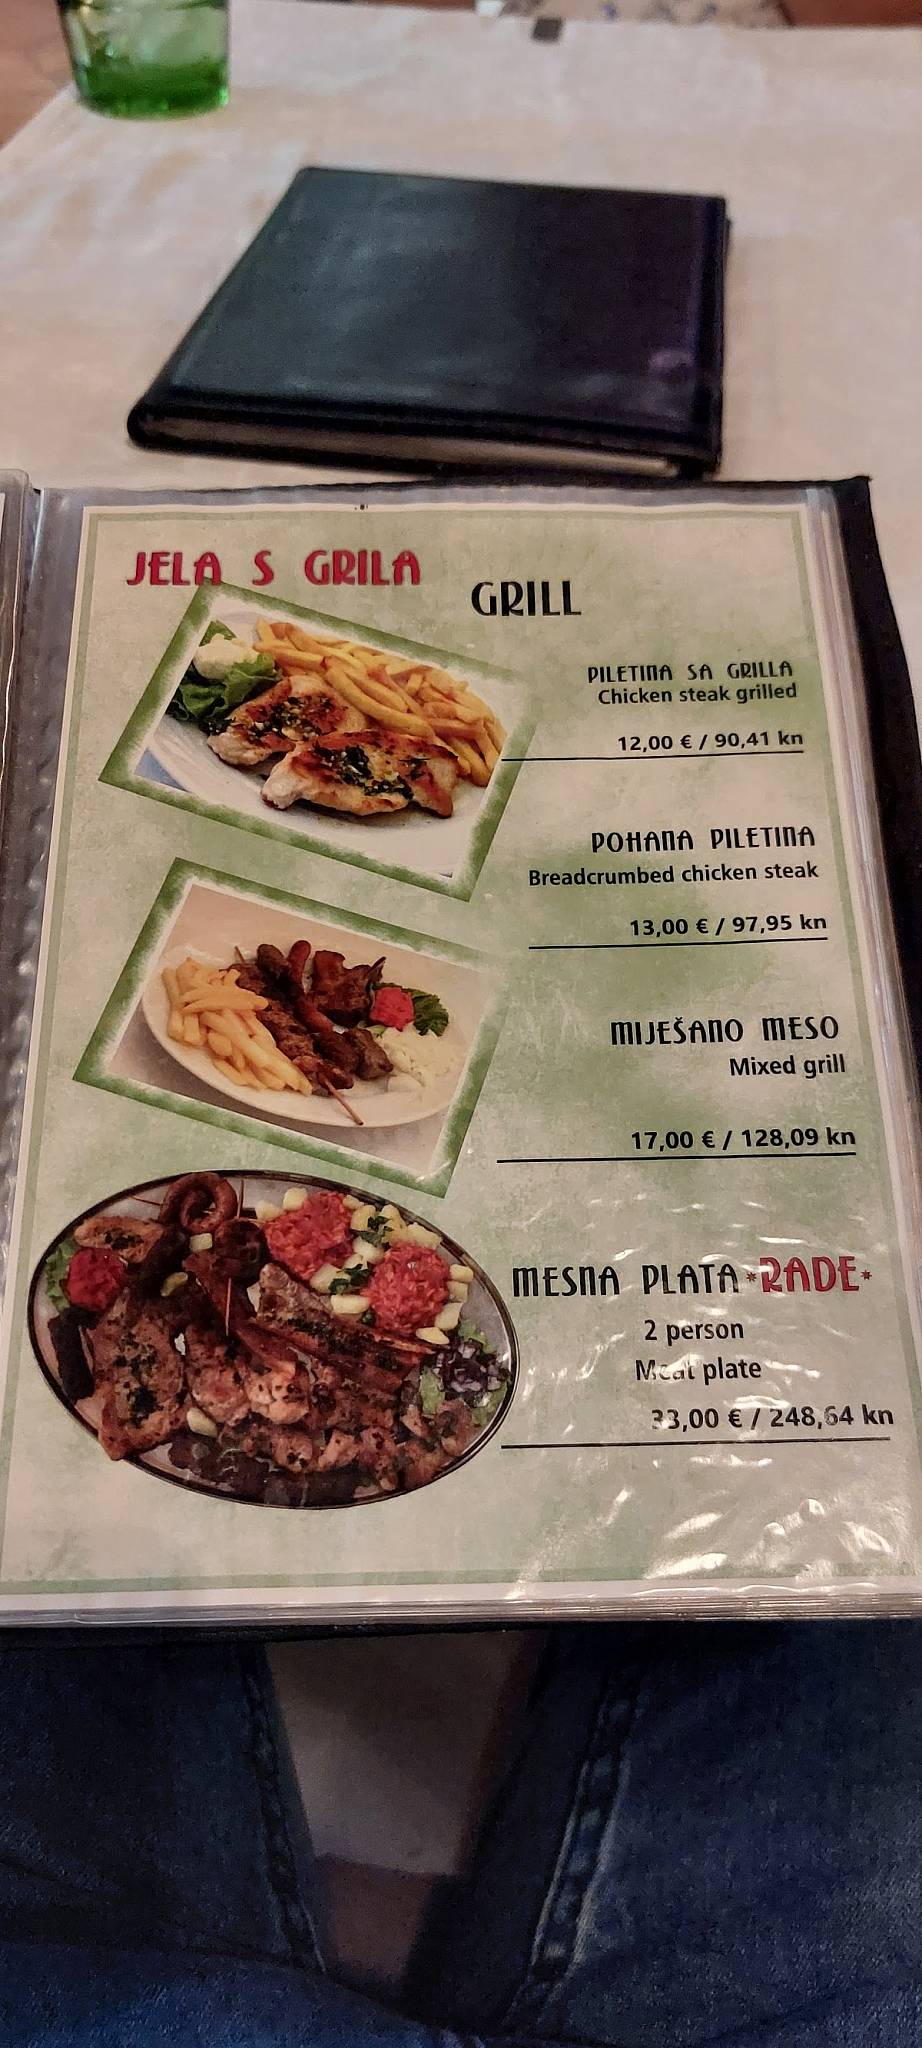 JELA S GRILA
GRILL
PILETINA SA GRILLA
Chicken steak grilled
12,00 € / 90,41 kn
POHANA PILETINA
Breadcrumbed chicken steak
13,00 € / 97,95 kn
MIJEŠANO MESO
Mixed grill
17,00 € / 128,09 kn
MESNA PLATA *RADE*
2 person
Meat plate
33,00 € / 248,64 kn